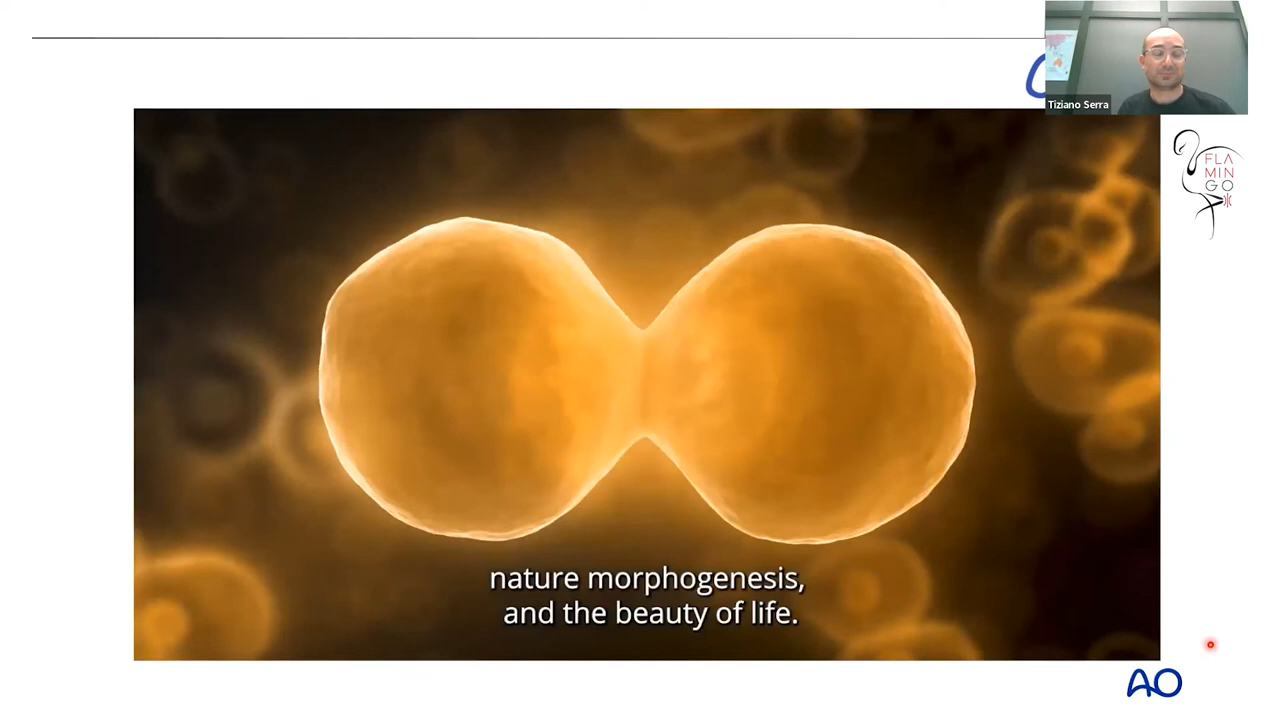 Tiziano Serra
FLA
MIN
GO
nature morphogenesis,
and the beauty of life.
AO